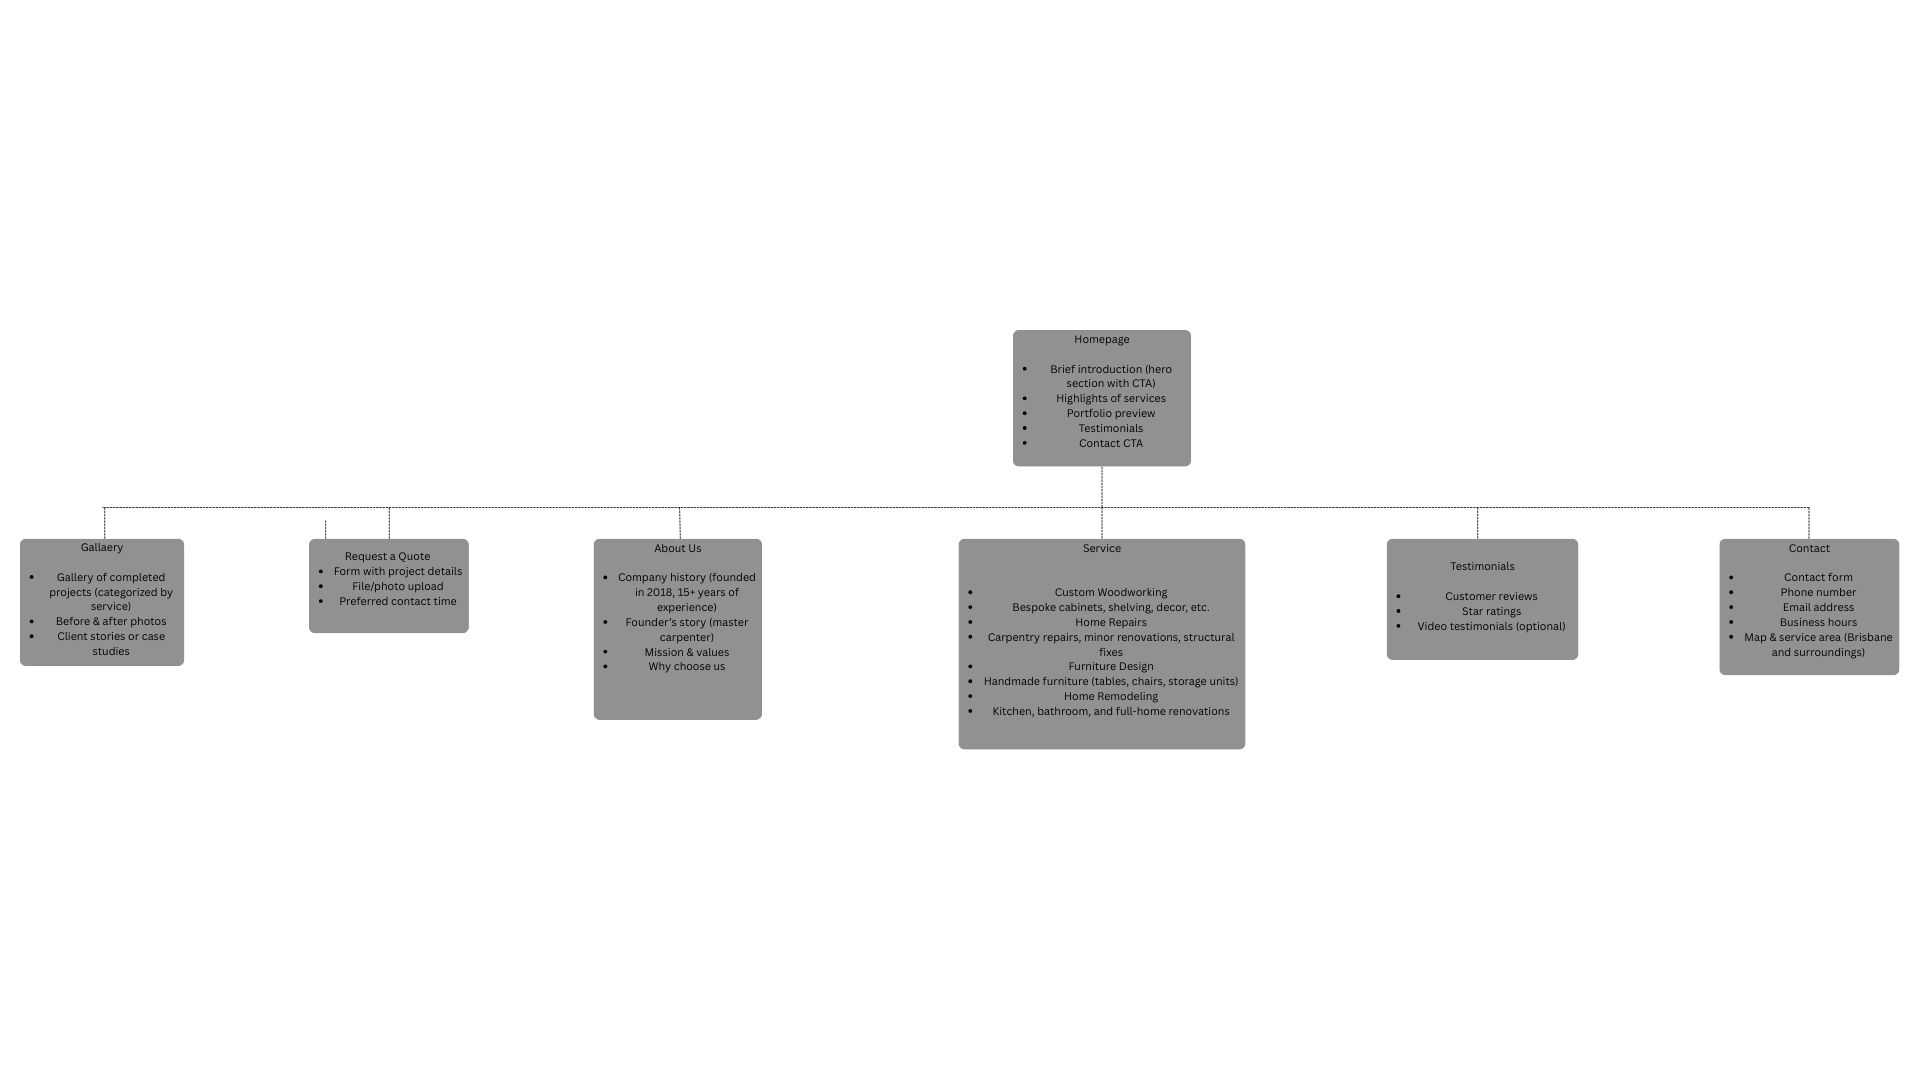 Homepage
• Brief introduction (hero
section with CTA)
• Highlights of services
• Portfolio preview
• Testimonials
• Contact CTA
Gallaery
• Gallery of completed
projects (categorized by
service)
• Before & after photos
• Client stories or case
studies
Request a Quote
• Form with project details
• File/photo upload
• Preferred contact time
About Us
• Company history (founded
in 2018, 15+ years of
experience)
• Founder’s story (master
carpenter)
• Mission & values
• Why choose us
Service
• Custom Woodworking
• Bespoke cabinets, shelving, decor, etc.
• Home Repairs
• Carpentry repairs, minor renovations, structural
fixes
• Furniture Design
• Handmade furniture (tables, chairs, storage units)
• Home Remodeling
• Kitchen, bathroom, and full-home renovations
Testimonials
• Customer reviews
• Star ratings
• Video testimonials (optional)
Contact
• Contact form
• Phone number
• Email address
• Business hours
• Map & service area (Brisbane
and surroundings)